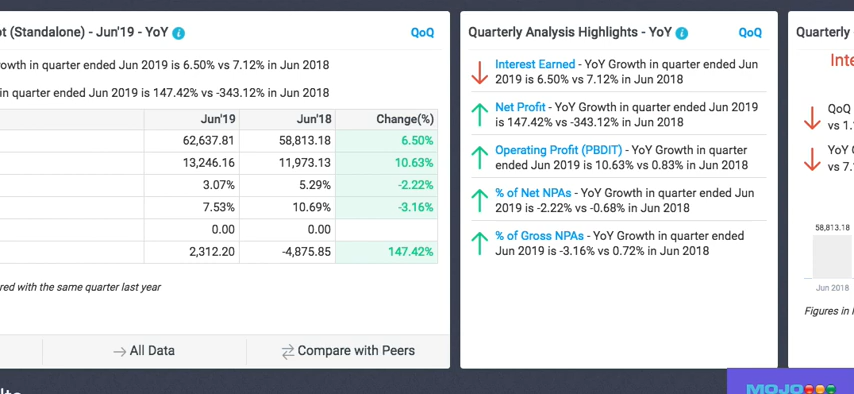 t (Standalone) - Jun'19 - YoY
QoQ
owth in quarter ended Jun 2019 is 6.50% vs 7.12% in Jun 2018
in quarter ended Jun 2019 is 147.42% vs -343.12% in Jun 2018
Jun'19 Jun'18 Change(%)
62,637.81 58,813.18 6.50%
13,246.16 11,973.13 10.63%
3.07% 5.29% -2.22%
7.53% 10.69% -3.16%
0.00 0.00
2,312.20 -4,875.85 147.42%
red with the same quarter last year
All Data
Compare with Peers
Quarterly Analysis Highlights - YoY
QoQ
Interest Earned - YoY Growth in quarter ended Jun
2019 is 6.50% vs 7.12% in Jun 2018
Net Profit - YoY Growth in quarter ended Jun 2019
is 147.42% vs -343.12% in Jun 2018
Operating Profit (PBDIT) - YoY Growth in quarter
ended Jun 2019 is 10.63% vs 0.83% in Jun 2018
% of Net NPAs - YoY Growth in quarter ended Jun
2019 is -2.22% vs -0.68% in Jun 2018
% of Gross NPAs - YoY Growth in quarter ended
Jun 2019 is -3.16% vs 0.72% in Jun 2018
Quarterly
Inte
QoQ
vs 1.
YoY
vs 7.
58,813.18
Jun 2018
Figures in
MOJO